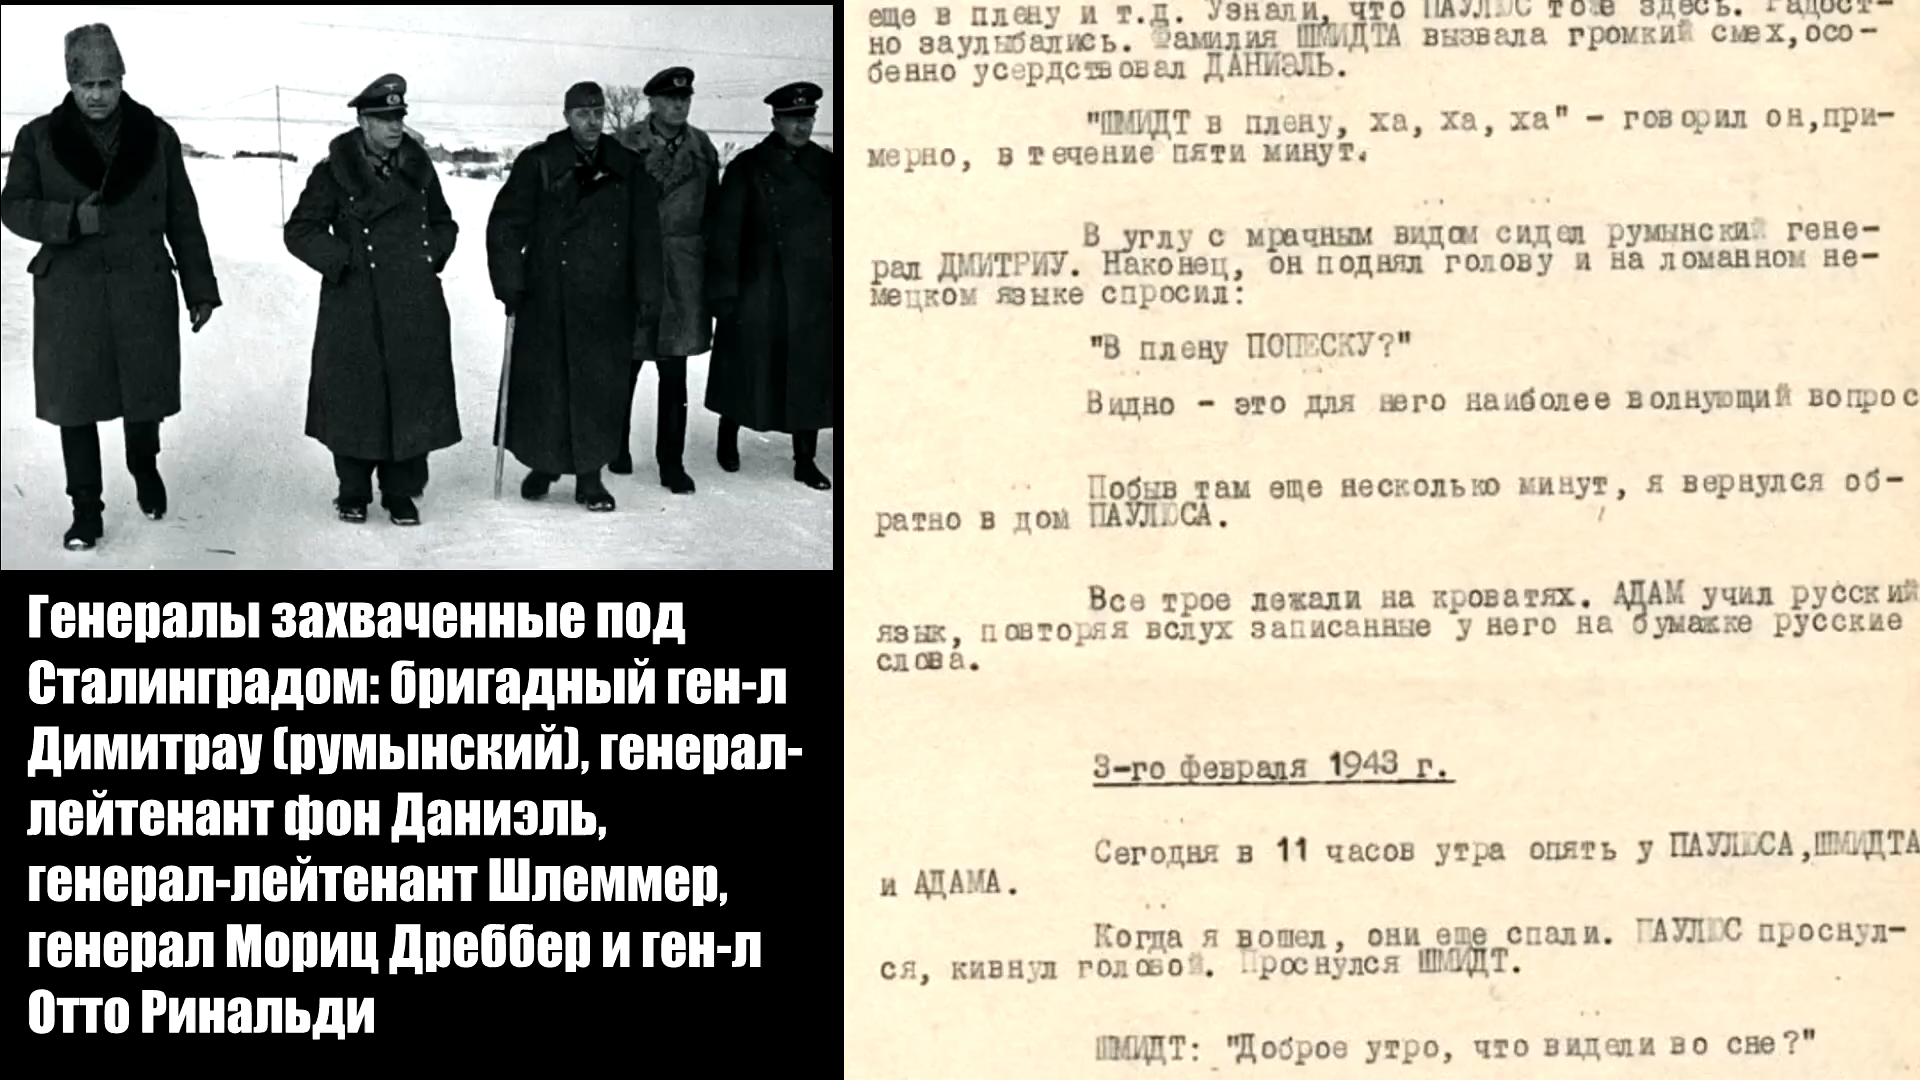 Генералы захваченные под
Сталинградом: бригадный ген-л
Димитрау (румынский), генерал-
лейтенант фон Даниэль,
генерал-лейтенант Шлеммер,
генерал Мориц Дреббер и ген-л
Отто Ринальди
еще в плену и т.д. Узнали, что ПАУЛЮС тоже здесь. Радост-
но заулыбались. Фамилия ШМИДТА вызвала громкий смех,осо-
бенно усердствовал ДАНИЭЛЬ.
"ШМИДТ в плену, ха, ха, ха" - говорил он,при-
мерно, в течение пяти минут.
В углу с мрачным видом сидел румынский гене-
рал ДМИТРИУ. Наконец, он поднял голову и на ломанном не-
мецком языке спросил:
"В плену ПОПЕСКУ?"
Видно - это для него наиболее волнующий вопрос
Побыв там еще несколько минут, я вернулся об-
ратно в дом ПАУЛЮСА.
Все трое лежали на кроватях. АДАМ учил русский
язык, повторяя вслух записанные у него на бумажке русские
слова.
3-го февраля 1943 г.
Сегодня в 11 часов утра опять у ПАУЛЮСА,ШМИДТА
и АДАМА.
Когда я вошел, они еще спали. ПАУЛЮС проснул-
ся, кивнул головой. Проснулся ШМИДТ.
ШМИДТ: "Доброе утро, что видели во сне?"